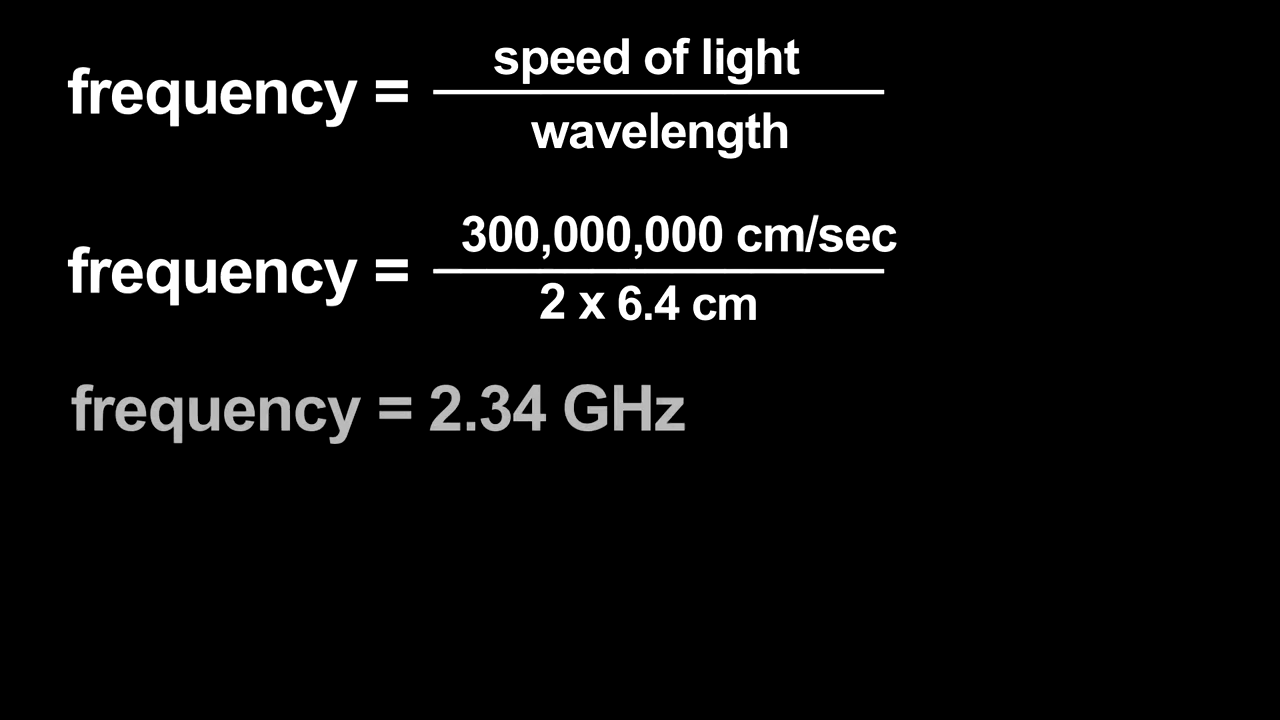 frequency = speed of light
wavelength
frequency = 300,000,000 cm/sec
2 x 6.4 cm
frequency = 2.34 GHz